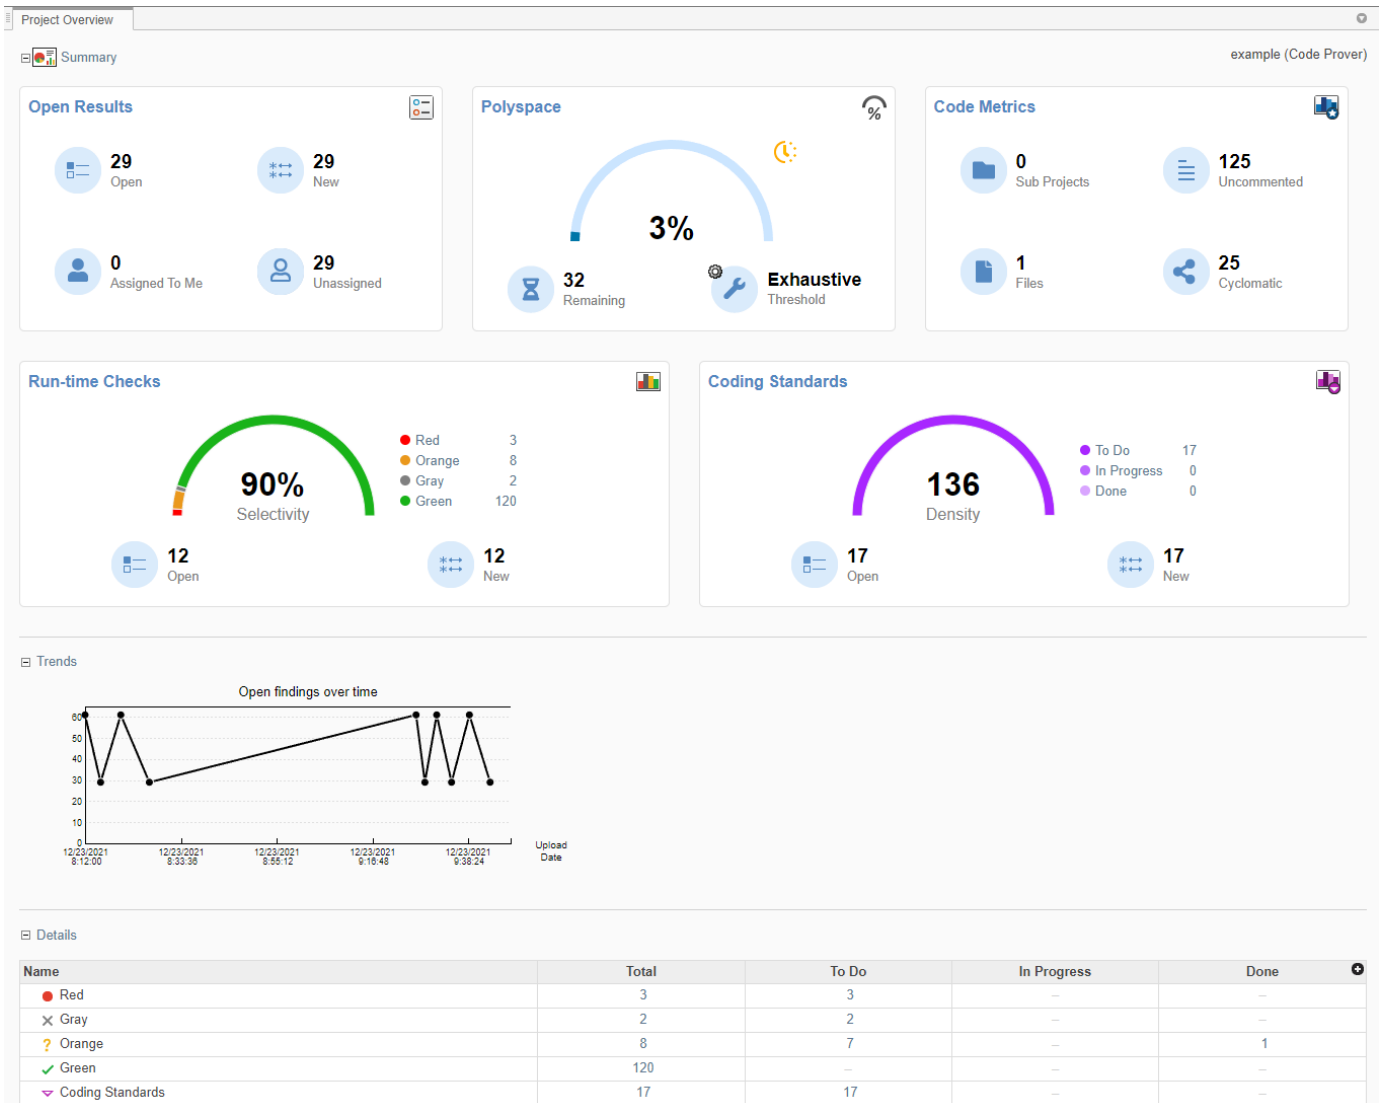 Project Overview
Summary
example (Code Prover)
Open Results
29
Open
29
New
0
Assigned To Me
29
Unassigned
Polyspace
%
3%
32
Remaining
Exhaustive
Threshold
Code Metrics
0
Sub Projects
125
Uncommented
1
Files
25
Cyclomatic
Run-time Checks
90%
Selectivity
Red 3
Orange 8
Gray 2
Green 120
12
Open
12
New
Coding Standards
136
Density
To Do 17
In Progress 0
Done 0
17
Open
17
New
Trends
Open findings over time
60
50
40
30
20
10
0
12/23/2021 12/23/2021 12/23/2021 12/23/2021 12/23/2021
8:12:00 8:33:36 8:55:12 9:16:48 9:38:24
Upload
Date
Details
Name Total To Do In Progress Done
Red 3 3 – –
Gray 2 2 – –
? Orange 8 7 – 1
Green 120 – – –
Coding Standards 17 17 – –